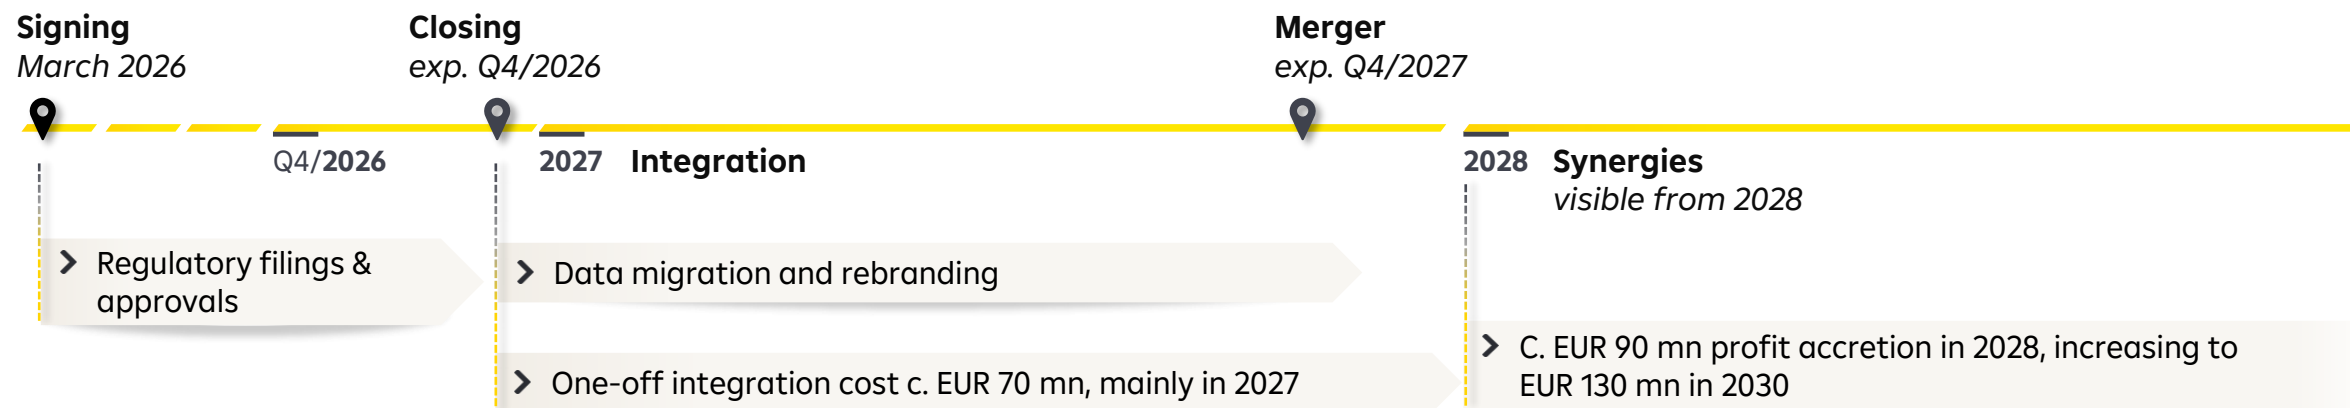 Signing
March 2026
Closing
exp. Q4/2026
Merger
exp. Q4/2027
Q4/2026
2027 Integration
2028 Synergies
visible from 2028
Regulatory filings &
approvals
Data migration and rebranding
One-off integration cost c. EUR 70 mn, mainly in 2027
C. EUR 90 mn profit accretion in 2028, increasing to
EUR 130 mn in 2030